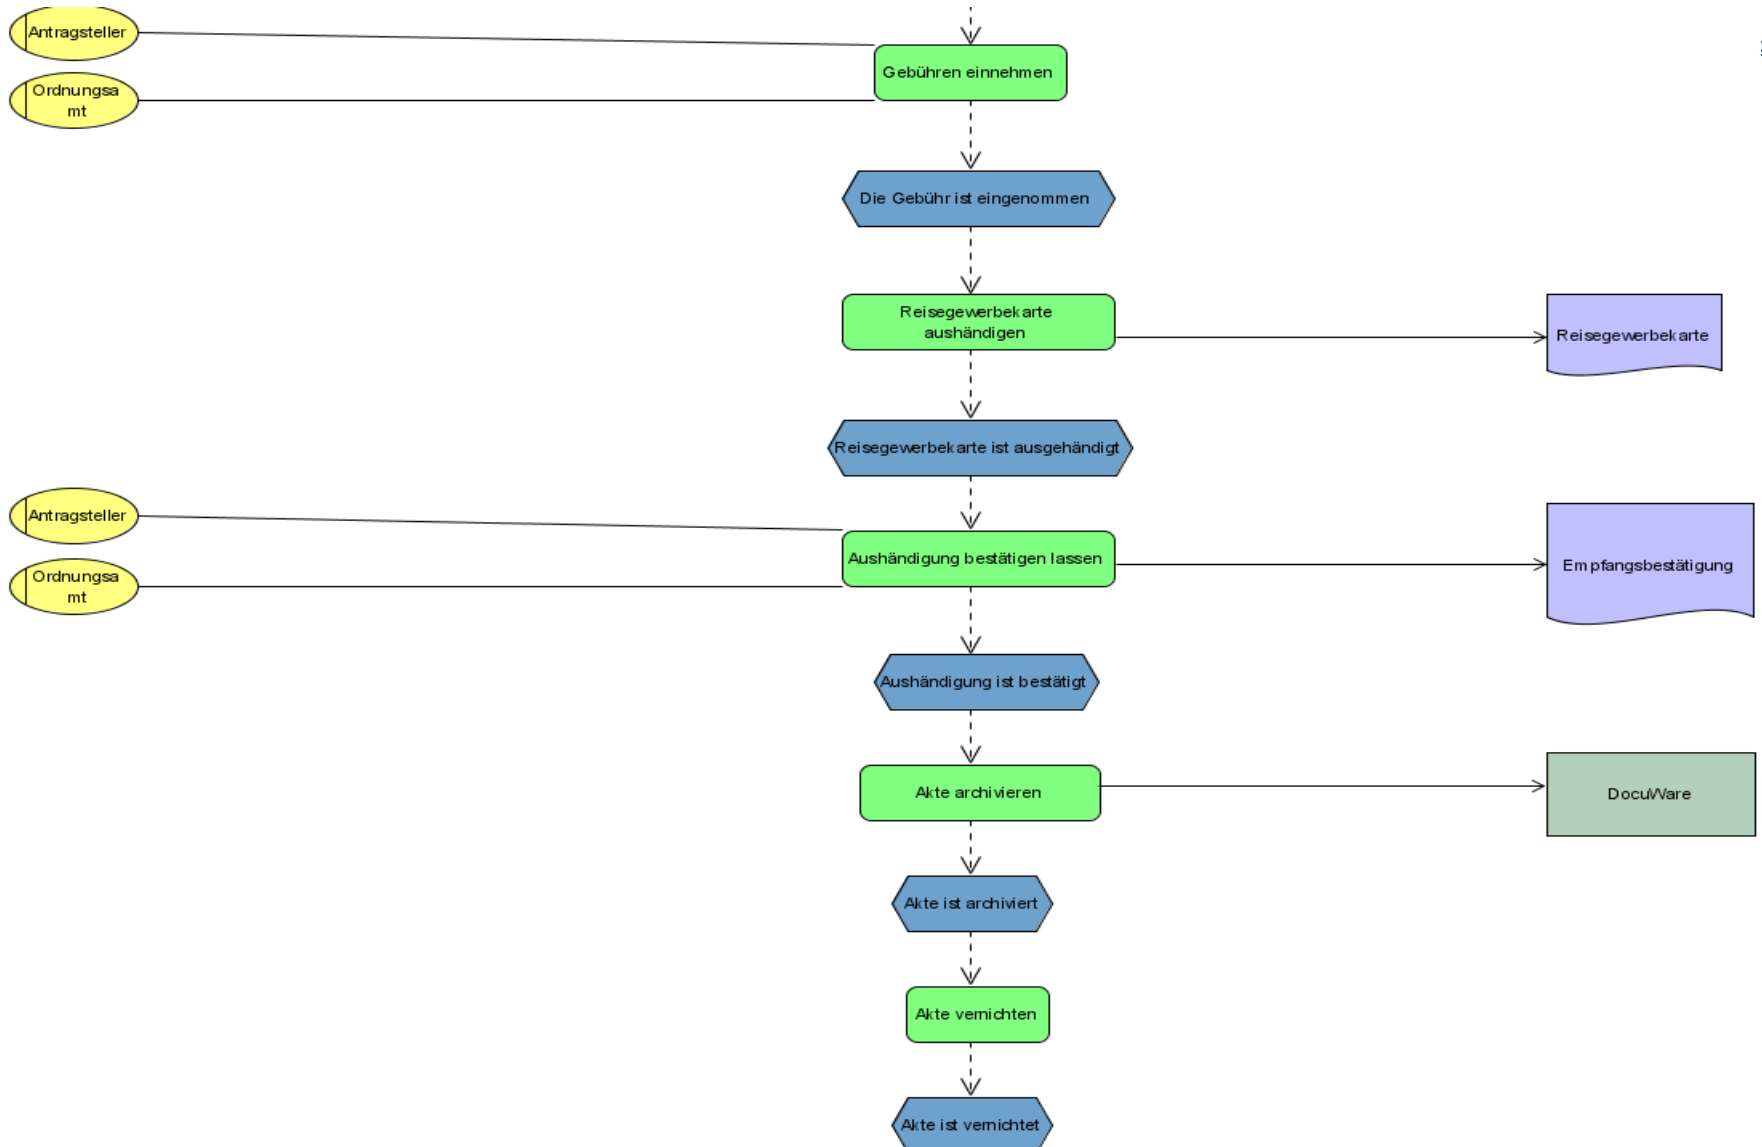 Antragsteller
Gebühren einnehmen
Ordnungsa
mt
Die Gebühr ist eingenommen
Reisegewerbekarte
aushändigen
Reisegewerbekarte
Reisegewerbekarte ist ausgehändigt
Antragsteller
Aushändigung bestätigen lassen
Empfangsbestätigung
Ordnungsa
mt
Aushändigung ist bestätigt
Akte archivieren
DocuWare
Akte ist archiviert
Akte vernichten
Akte ist vernichtet